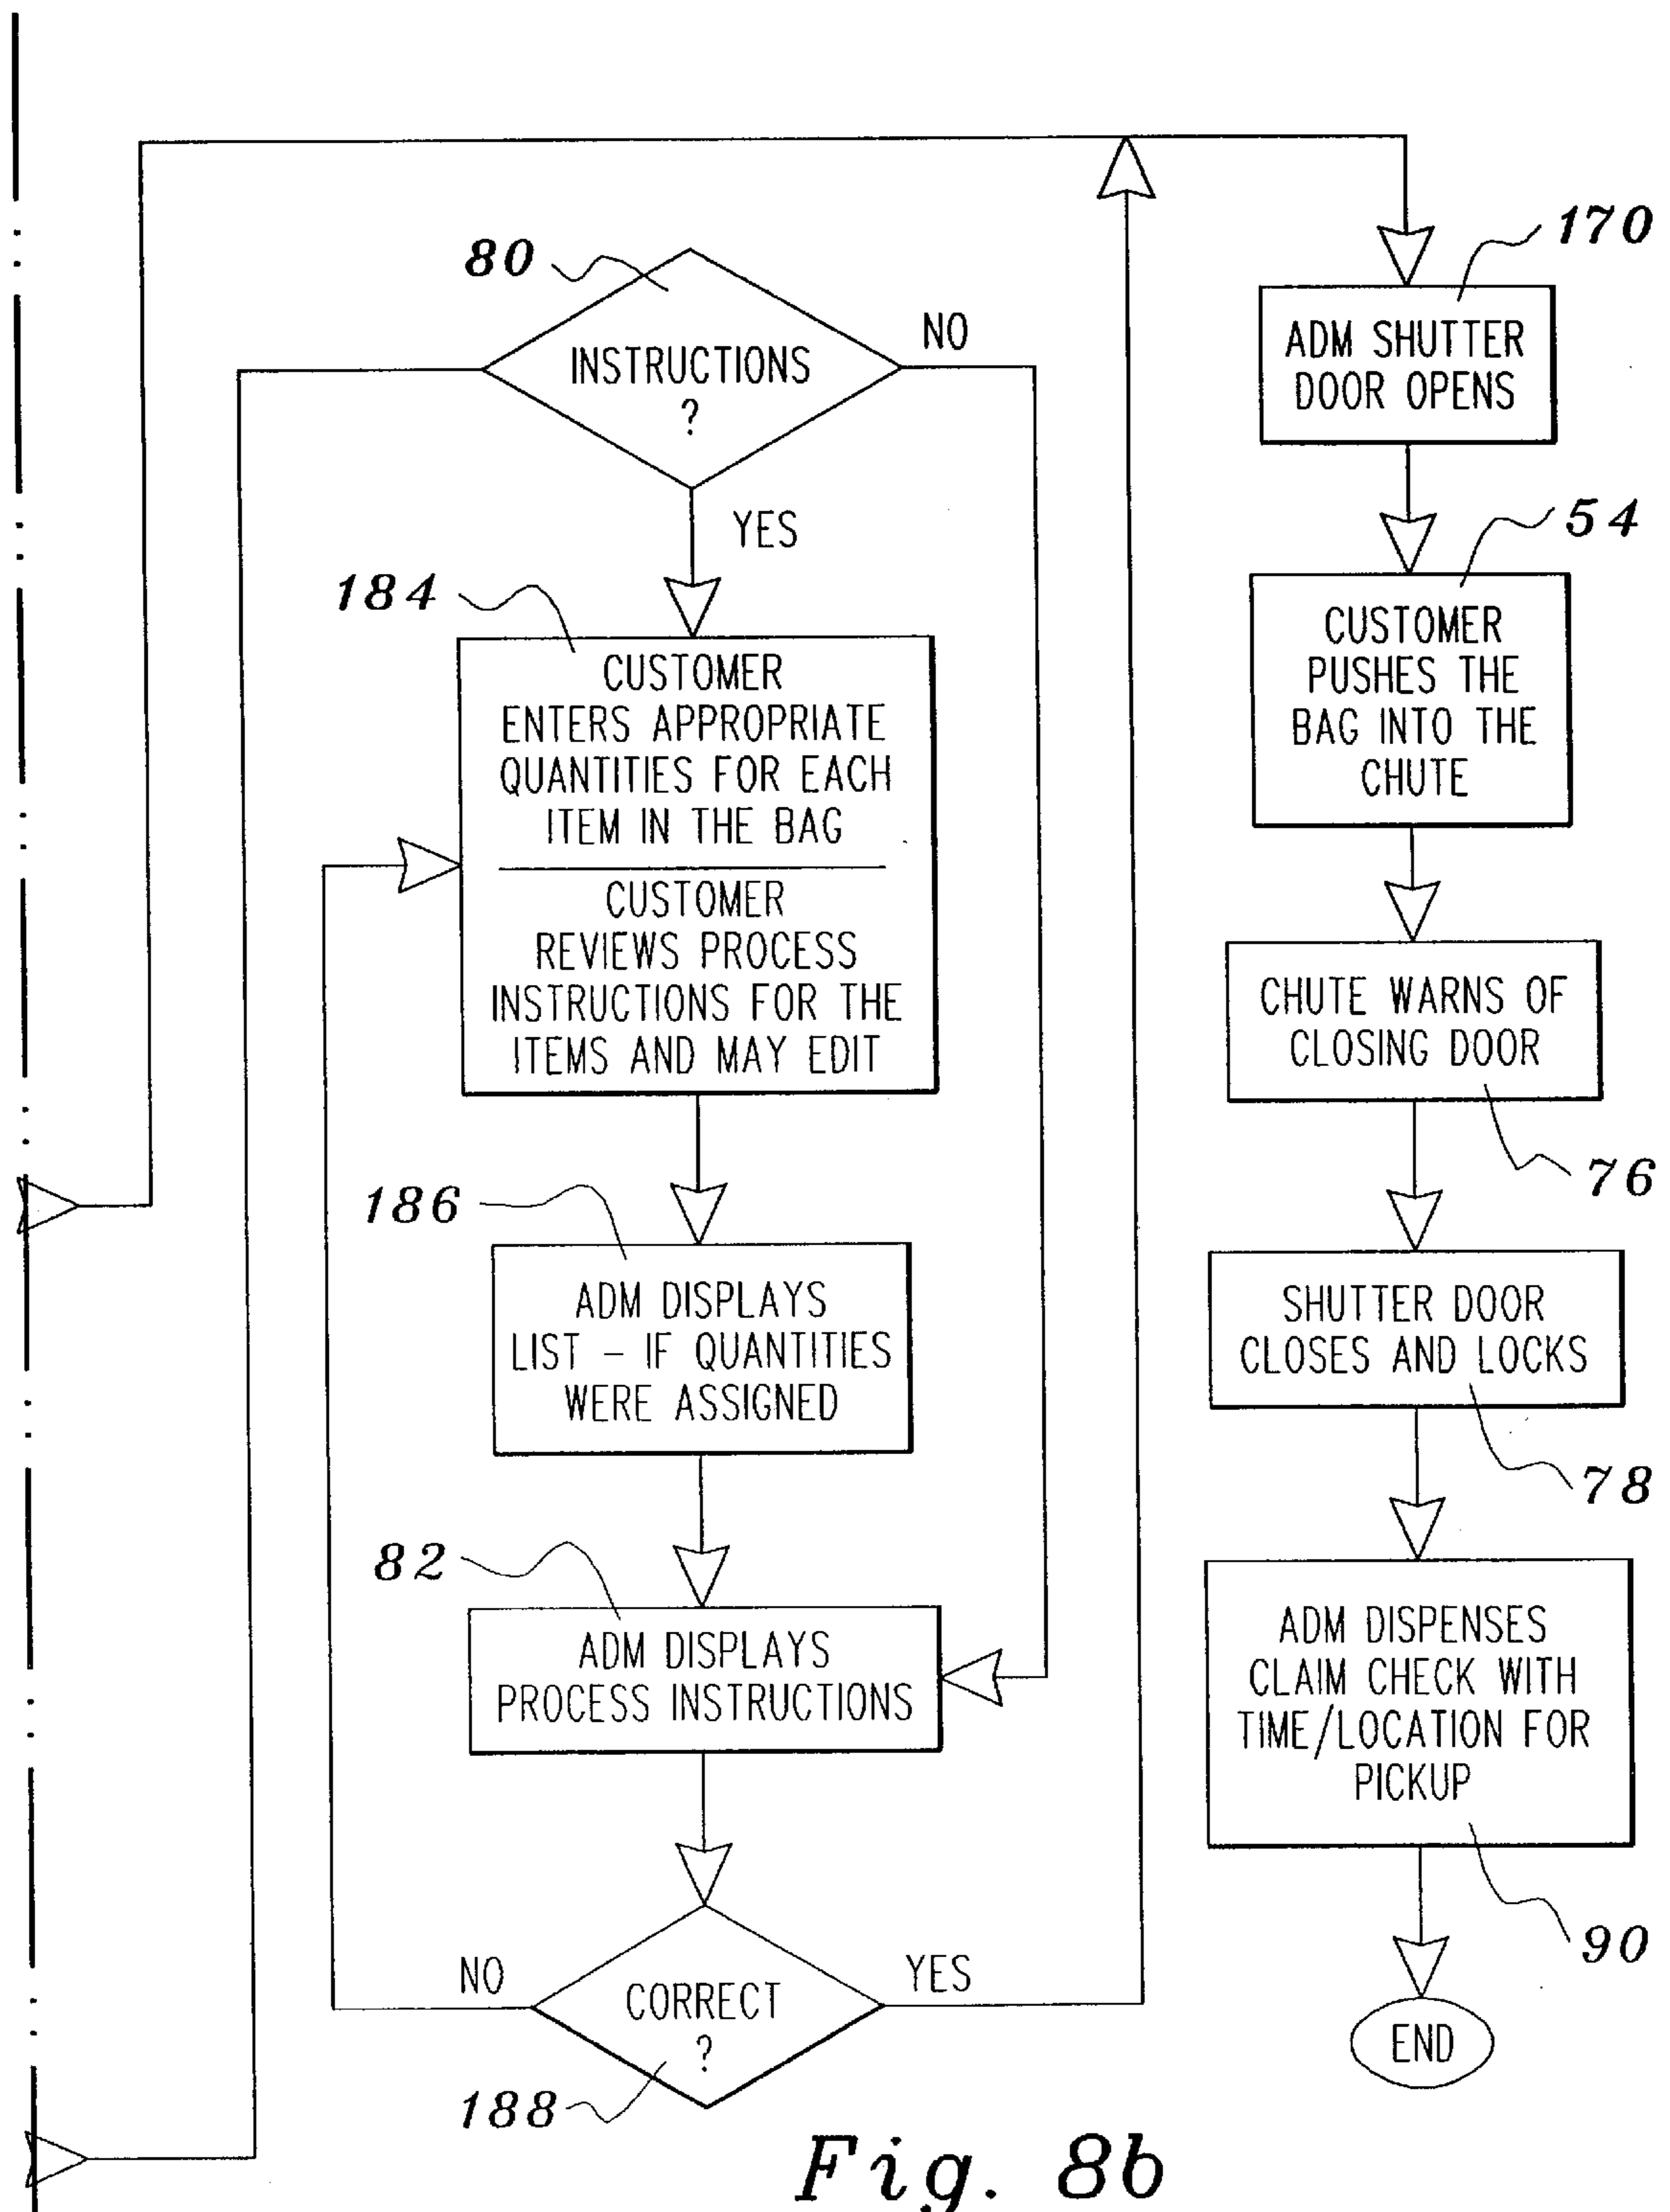 80
INSTRUCTIONS
?
NO
YES
184
CUSTOMER
ENTERS APPROPRIATE
QUANTITIES FOR EACH
ITEM IN THE BAG
CUSTOMER
REVIEWS PROCESS
INSTRUCTIONS FOR THE
ITEMS AND MAY EDIT
186
ADM DISPLAYS
LIST – IF QUANTITIES
WERE ASSIGNED
82
ADM DISPLAYS
PROCESS INSTRUCTIONS
NO
CORRECT
?
YES
188
170
ADM SHUTTER
DOOR OPENS
54
CUSTOMER
PUSHES THE
BAG INTO THE
CHUTE
CHUTE WARNS OF
CLOSING DOOR
76
SHUTTER DOOR
CLOSES AND LOCKS
78
ADM DISPENSES
CLAIM CHECK WITH
TIME/LOCATION FOR
PICKUP
90
END
Fig. 8b